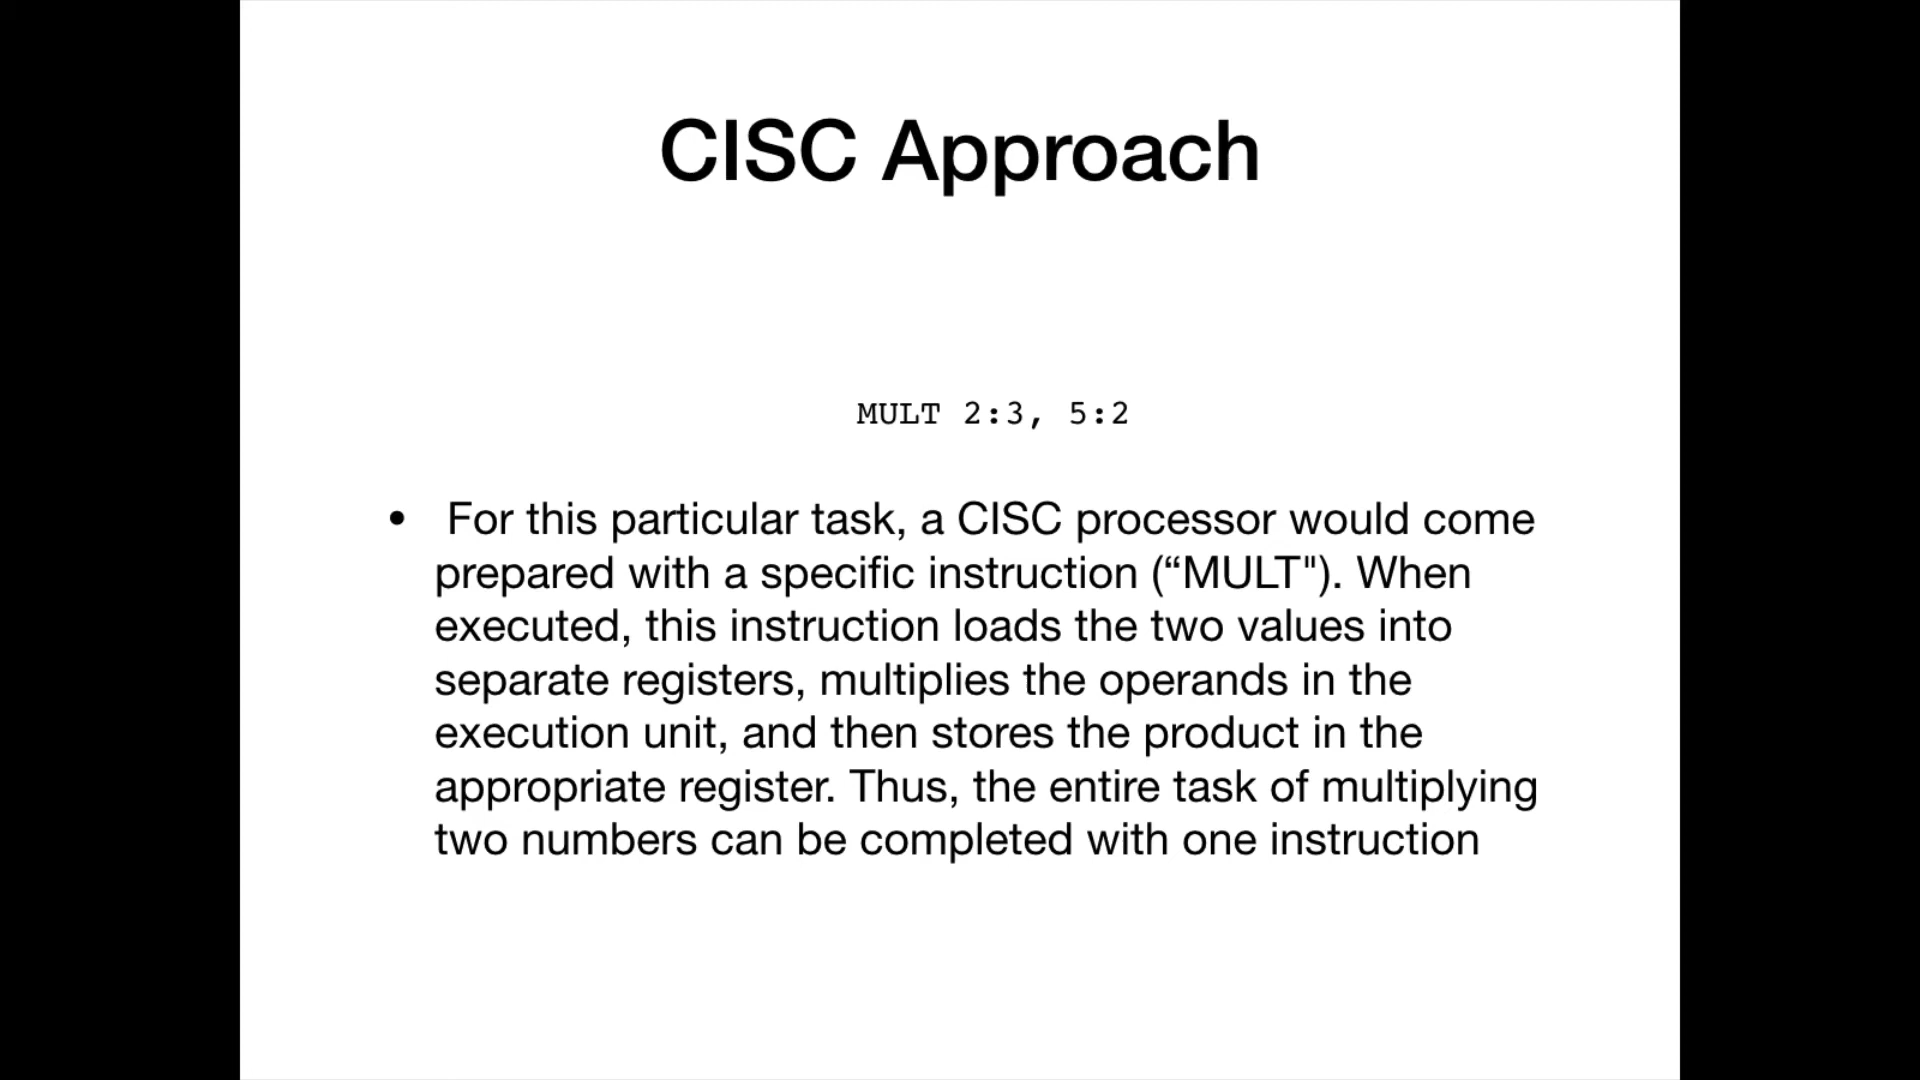 CISC Approach
MULT 2:3, 5:2
• For this particular task, a CISC processor would come
prepared with a specific instruction (“MULT"). When
executed, this instruction loads the two values into
separate registers, multiplies the operands in the
execution unit, and then stores the product in the
appropriate register. Thus, the entire task of multiplying
two numbers can be completed with one instruction